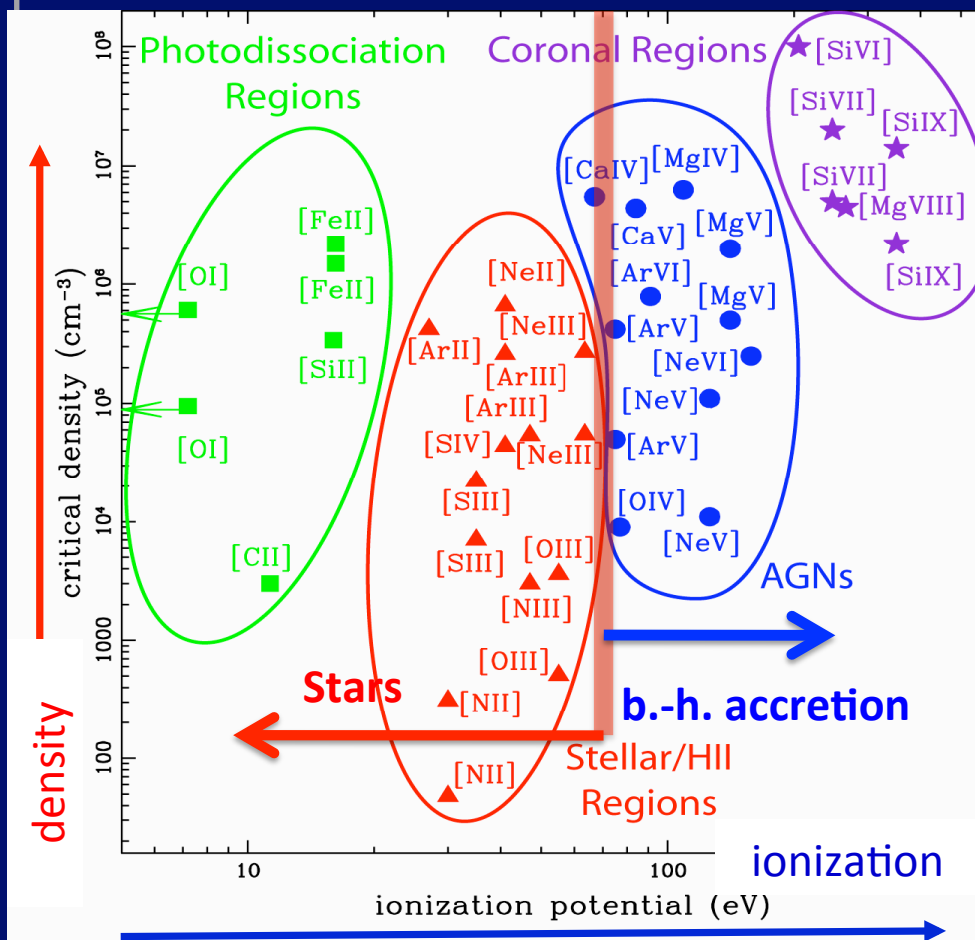 Photodissociation
Regions
Coronal Regions
[SiVI]
[SiVII]
[SiIX]
[SiVII]
[MgVIII]
[SiIX]
[CaIV]
[MgIV]
[CaV]
[MgV]
[ArVI]
[MgV]
[ArV]
[NeVI]
[NeV]
[ArV]
[OIV]
[NeV]
AGNs
[FeII]
[FeII]
[OI]
[SiII]
[OI]
[CII]
[NeII]
[NeIII]
[ArII]
[ArIII]
[ArIII]
[SIV]
[NeIII]
[SIII]
[SIII]
[OIII]
[NIII]
[OIII]
[NII]
[NII]
Stars
b.-h. accretion
Stellar/HII
Regions
density
critical density (cm⁻³)
10⁸
10⁷
10⁶
10⁵
10⁴
1000
100
10
100
ionization
ionization potential (eV)